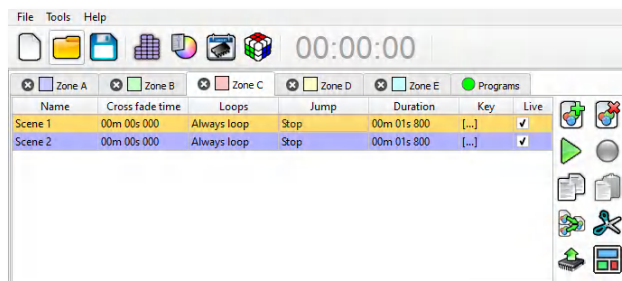 File Tools Help
00:00:00
Zone A Zone B Zone C Zone D Zone E Programs
Name Cross fade time Loops Jump Duration Key Live
Scene 1 00m 00s 000 Always loop Stop 00m 01s 800 [...]
Scene 2 00m 00s 000 Always loop Stop 00m 01s 800 [...]